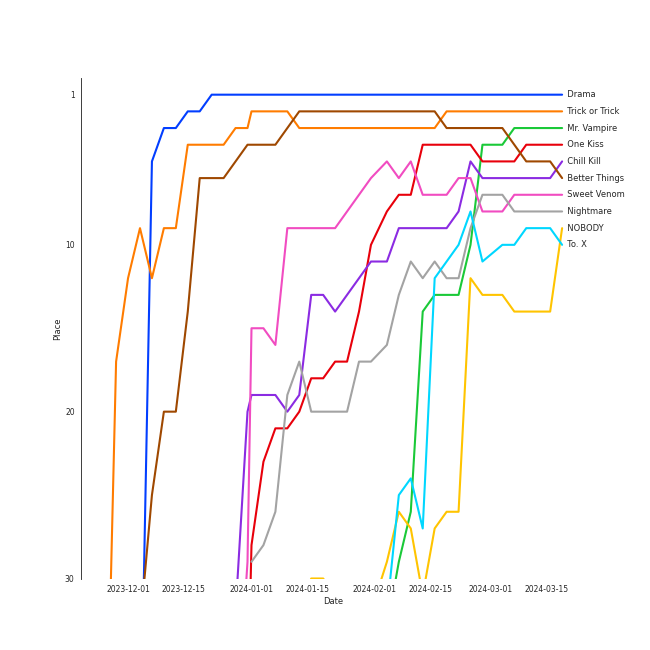 1
10
20
30
Place
2023-12-01
2023-12-15
2024-01-01
2024-01-15
2024-02-01
2024-02-15
2024-03-01
2024-03-15
Date
Drama
Trick or Trick
Mr. Vampire
One Kiss
Chill Kill
Better Things
Sweet Venom
Nightmare
NOBODY
To. X